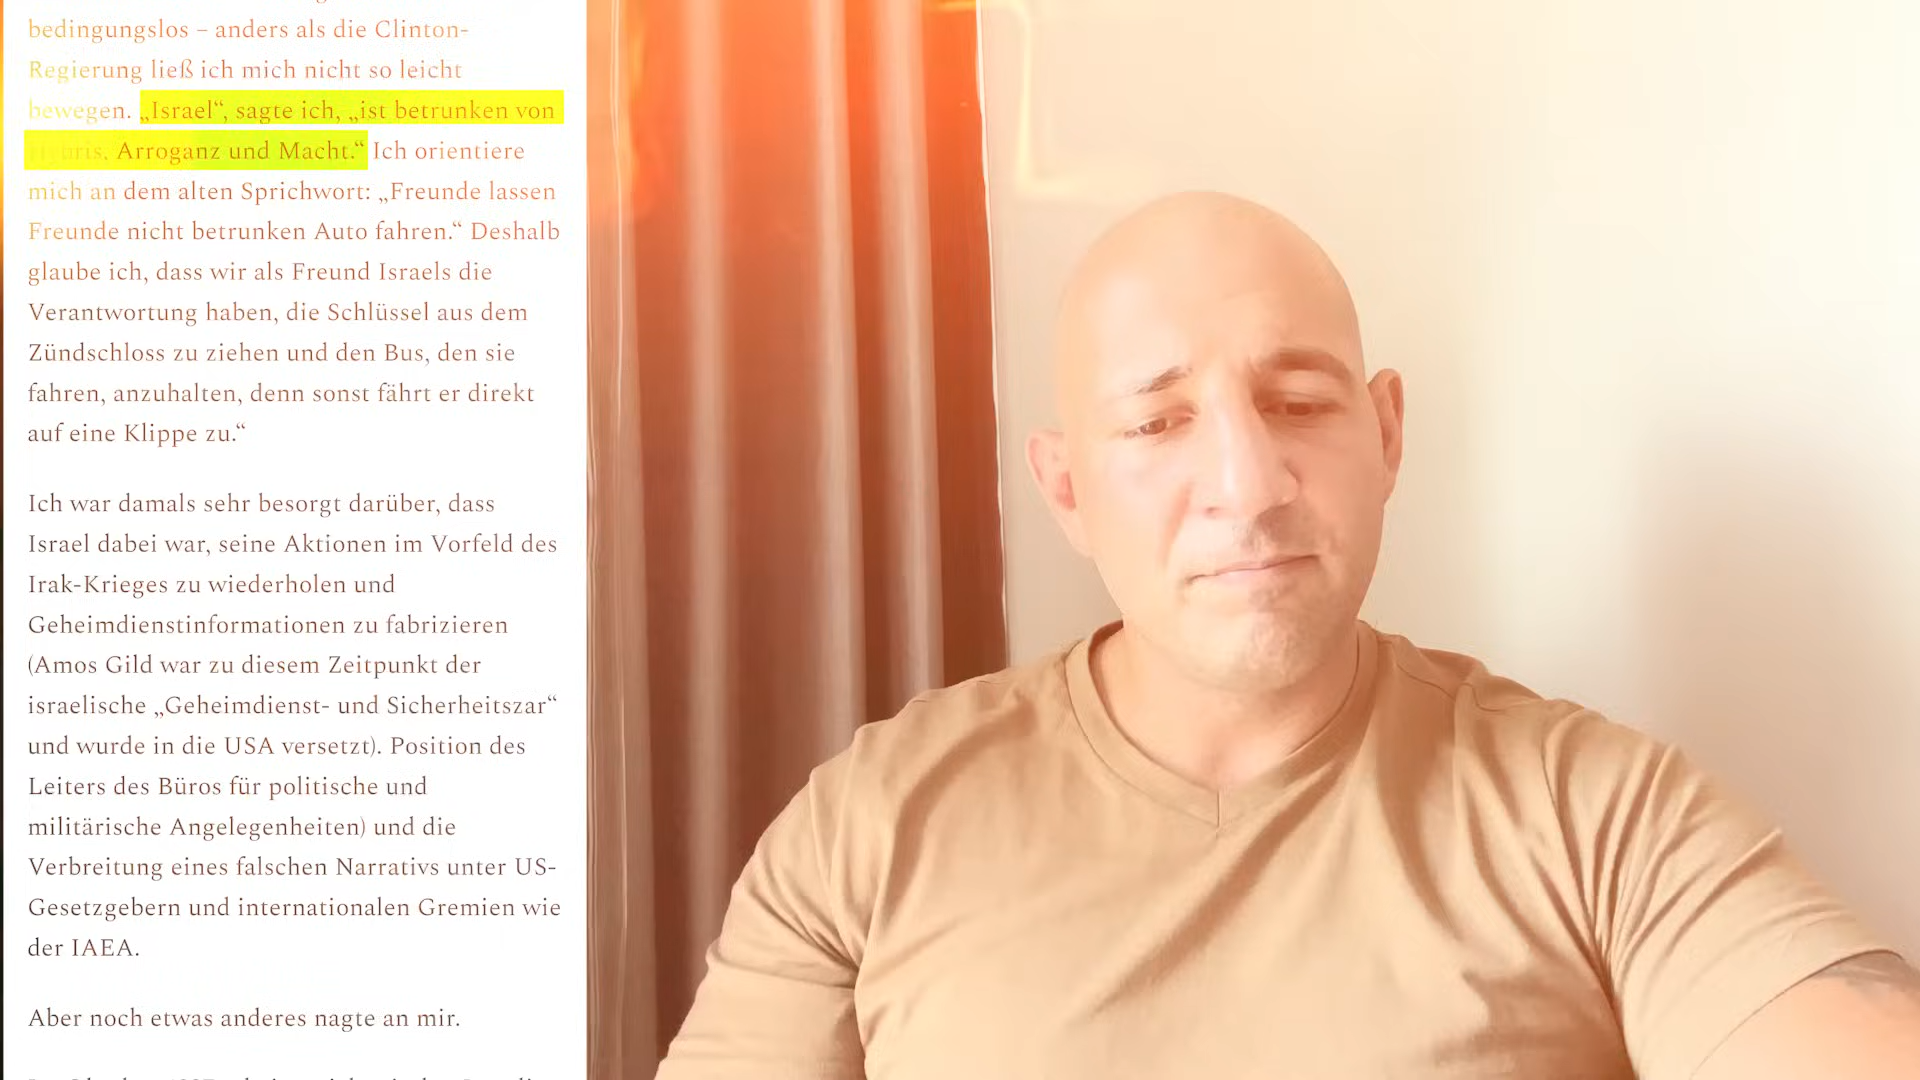 bedingungslos – anders als die Clinton-
Regierung ließ ich mich nicht so leicht
bewegen. „Israel“, sagte ich, „ist betrunken von
Arroganz und Macht.“ Ich orientiere
mich an dem alten Sprichwort: „Freunde lassen
Freunde nicht betrunken Auto fahren.“ Deshalb
glaube ich, dass wir als Freund Israels die
Verantwortung haben, die Schlüssel aus dem
Zündschloss zu ziehen und den Bus, den sie
fahren, anzuhalten, denn sonst fährt er direkt
auf eine Klippe zu.“
Ich war damals sehr besorgt darüber, dass
Israel dabei war, seine Aktionen im Vorfeld des
Irak-Krieges zu wiederholen und
Geheimdienstinformationen zu fabrizieren
(Amos Gild war zu diesem Zeitpunkt der
israelische „Geheimdienst- und Sicherheitszar“
und wurde in die USA versetzt). Position des
Leiters des Büros für politische und
militärische Angelegenheiten) und die
Verbreitung eines falschen Narrativs unter US-
Gesetzgebern und internationalen Gremien wie
der IAEA.
Aber noch etwas anderes nagte an mir.